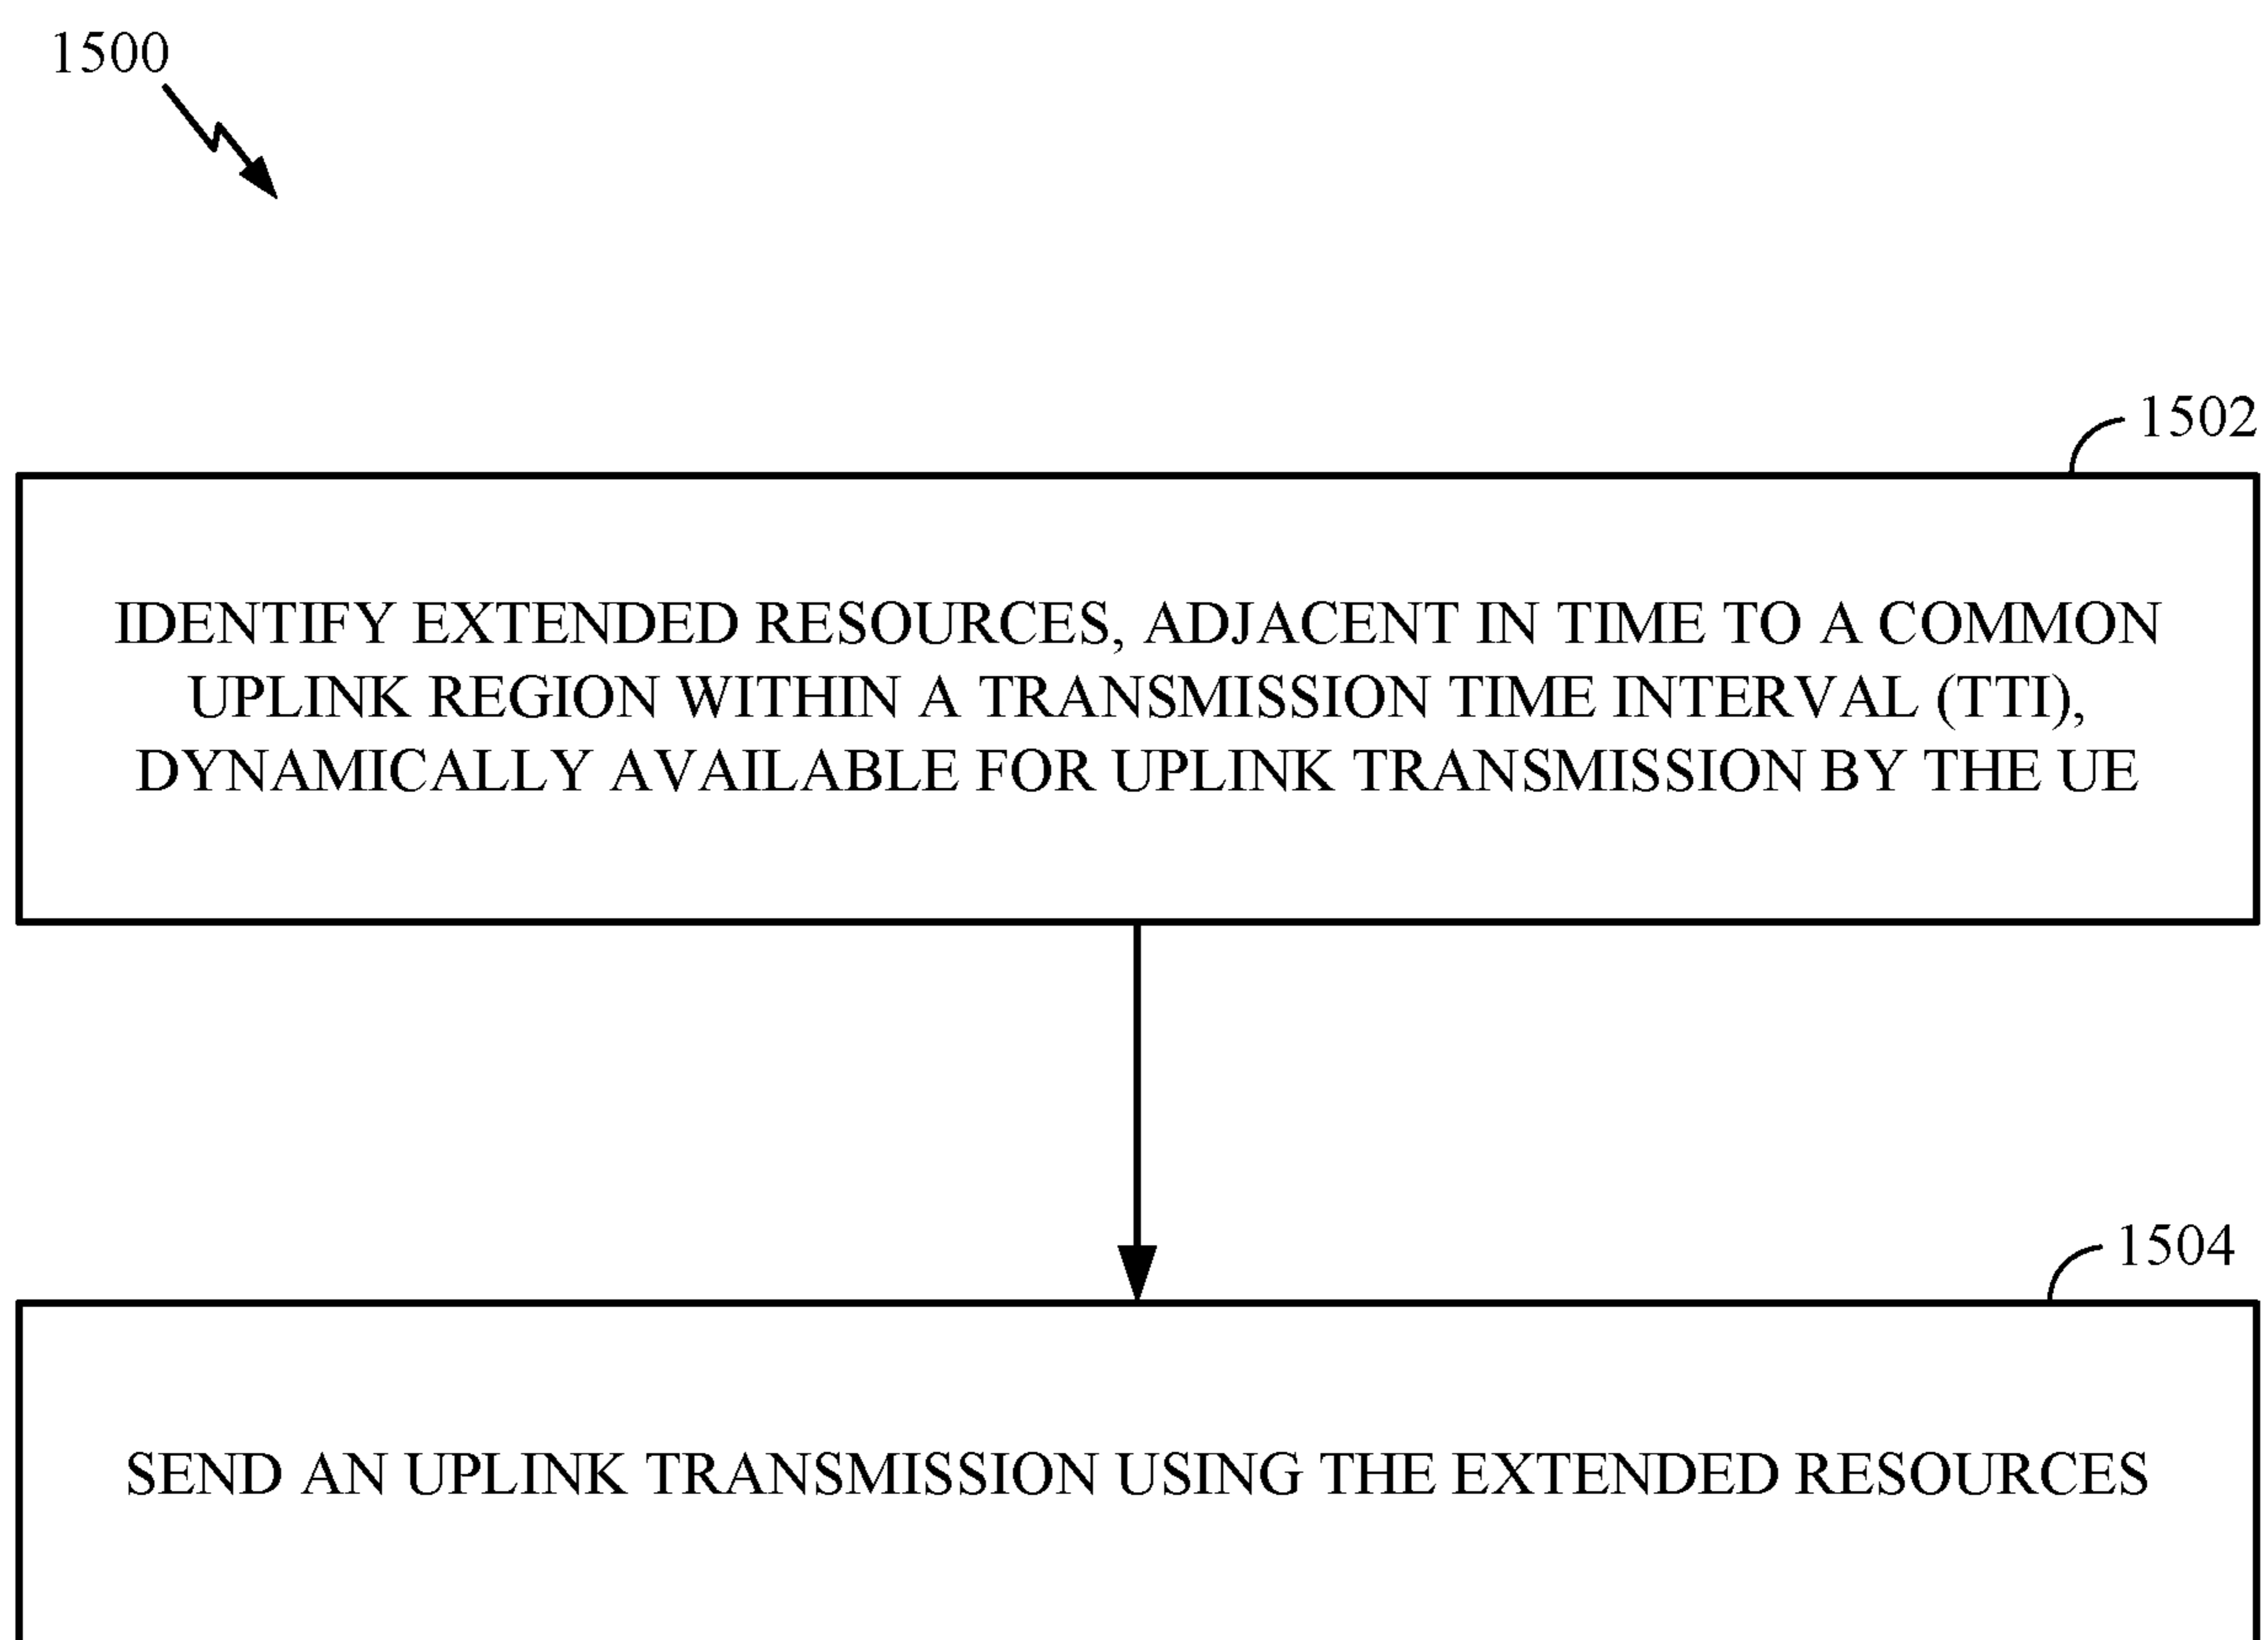 1500
1502
IDENTIFY EXTENDED RESOURCES, ADJACENT IN TIME TO A COMMON
UPLINK REGION WITHIN A TRANSMISSION TIME INTERVAL (TTI),
DYNAMICALLY AVAILABLE FOR UPLINK TRANSMISSION BY THE UE
1504
SEND AN UPLINK TRANSMISSION USING THE EXTENDED RESOURCES